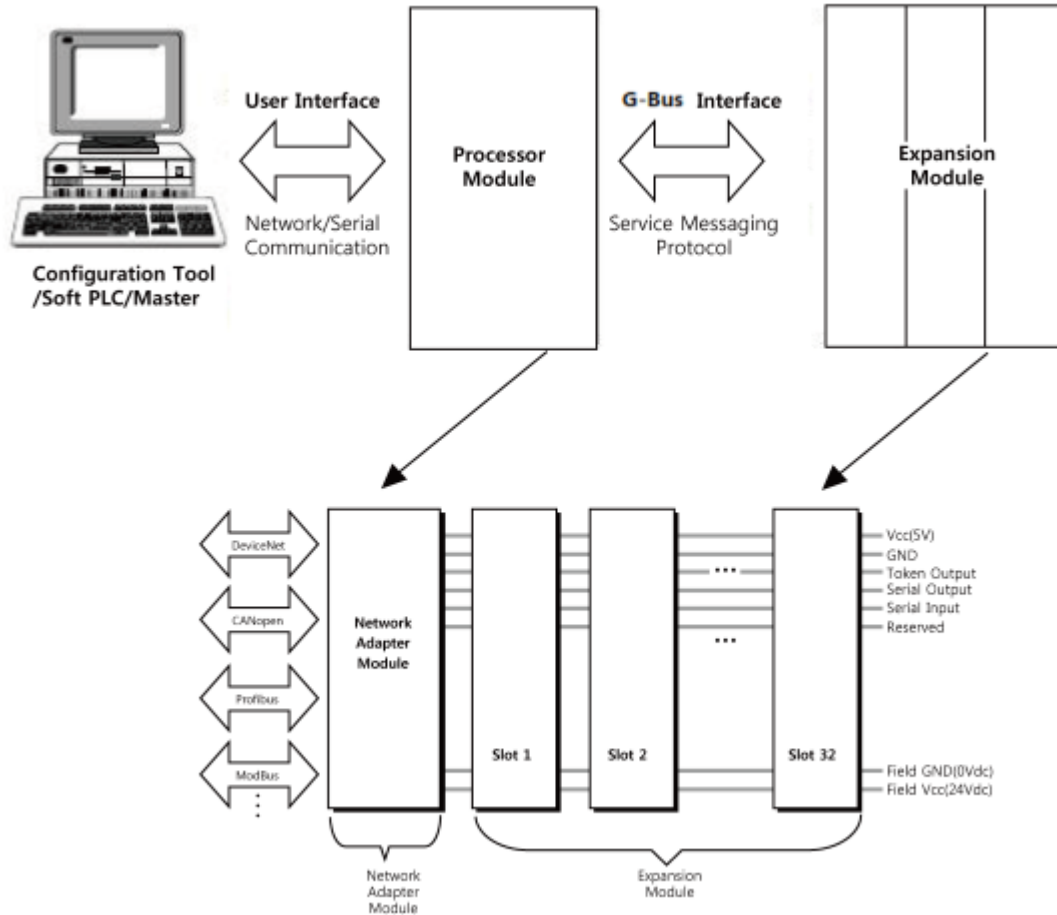 User Interface
Network/Serial
Communication
Configuration Tool
/Soft PLC/Master
Processor
Module
G-Bus Interface
Service Messaging
Protocol
Expansion
Module
DeviceNet
CANopen
Profibus
ModBus
Network
Adapter
Module
Slot 1
Slot 2
Slot 32
Vcc(5V)
GND
Token Output
Serial Output
Serial Input
Reserved
Field GND(0Vdc)
Field Vcc(24Vdc)
Network
Adapter
Module
Expansion
Module